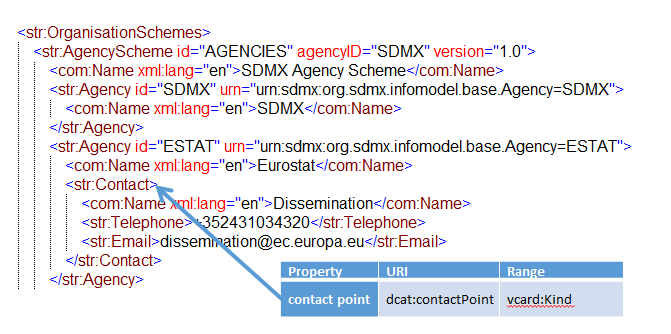 <str:OrganisationSchemes>
<str:AgencyScheme id="AGENCIES" agencyID="SDMX" version="1.0">
<com:Name xml:lang="en">SDMX Agency Scheme</com:Name>
<str:Agency id="SDMX" urn="urn:sdmx:org.sdmx.infomodel.base.Agency=SDMX">
<com:Name xml:lang="en">SDMX</com:Name>
</str:Agency>
<str:Agency id="ESTAT" urn="urn:sdmx:org.sdmx.infomodel.base.Agency=ESTAT">
<com:Name xml:lang="en">Eurostat</com:Name>
<str:Contact>
<com:Name xml:lang="en">Dissemination</com:Name>
<str:Telephone>+352431034320</str:Telephone>
<str:Email>dissemination@ec.europa.eu</str:Email>
</str:Contact>
</str:Agency>
Property URI Range
contact point dcat:contactPoint vcard:Kind